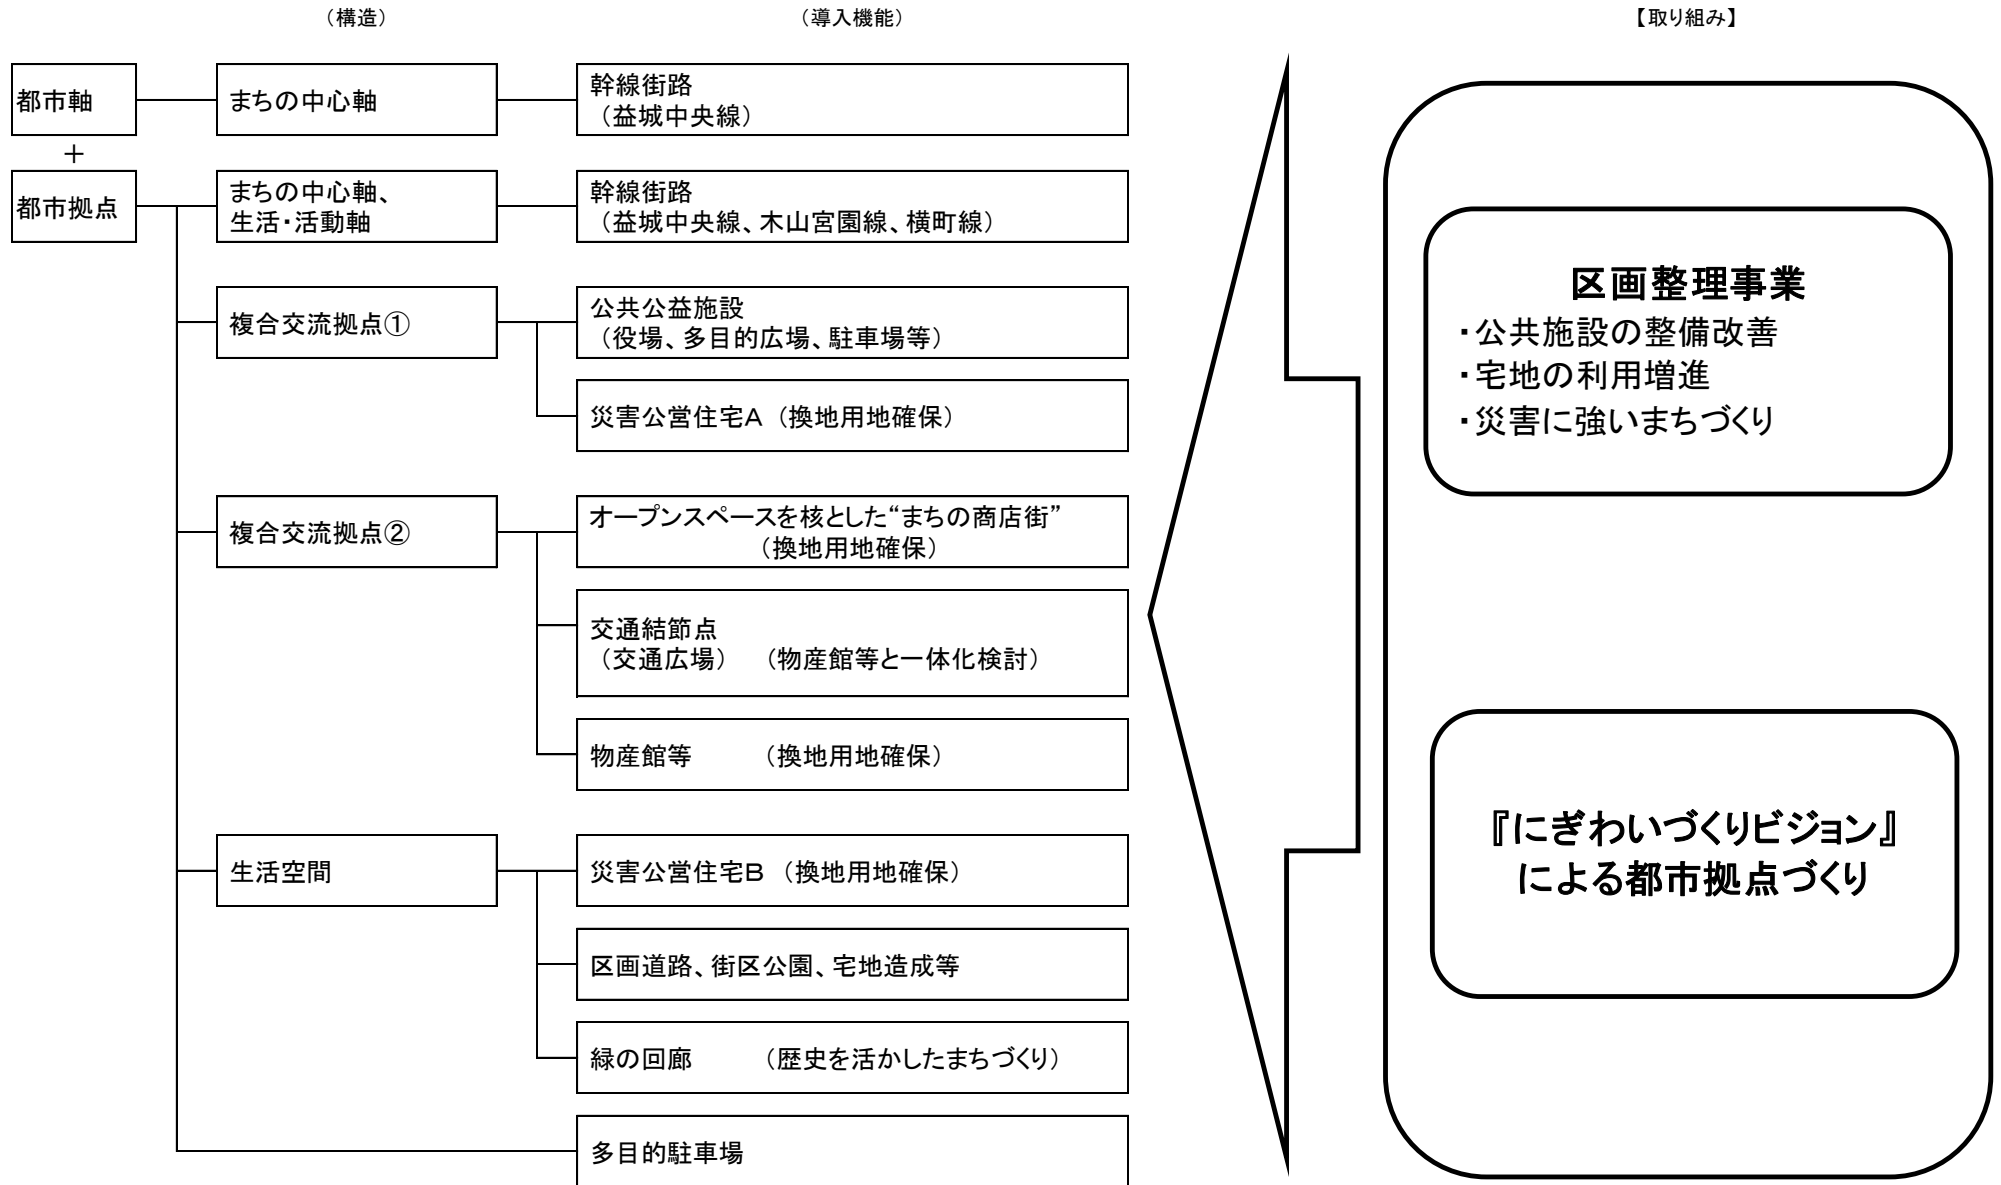 （構造）
（導入機能）
【取り組み】
都市軸
まちの中心軸
幹線街路
（益城中央線）
＋
都市拠点
まちの中心軸、
生活・活動軸
幹線街路
（益城中央線、木山宮園線、横町線）
複合交流拠点①
公共公益施設
（役場、多目的広場、駐車場等）
災害公営住宅A （換地用地確保）
複合交流拠点②
オープンスペースを核とした“まちの商店街”
（換地用地確保）
交通結節点
（交通広場） （物産館等と一体化検討）
物産館等 （換地用地確保）
生活空間
災害公営住宅B （換地用地確保）
区画道路、街区公園、宅地造成等
緑の回廊 （歴史を活かしたまちづくり）
多目的駐車場
区画整理事業
・公共施設の整備改善
・宅地の利用増進
・災害に強いまちづくり
『にぎわいづくりビジョン』
による都市拠点づくり